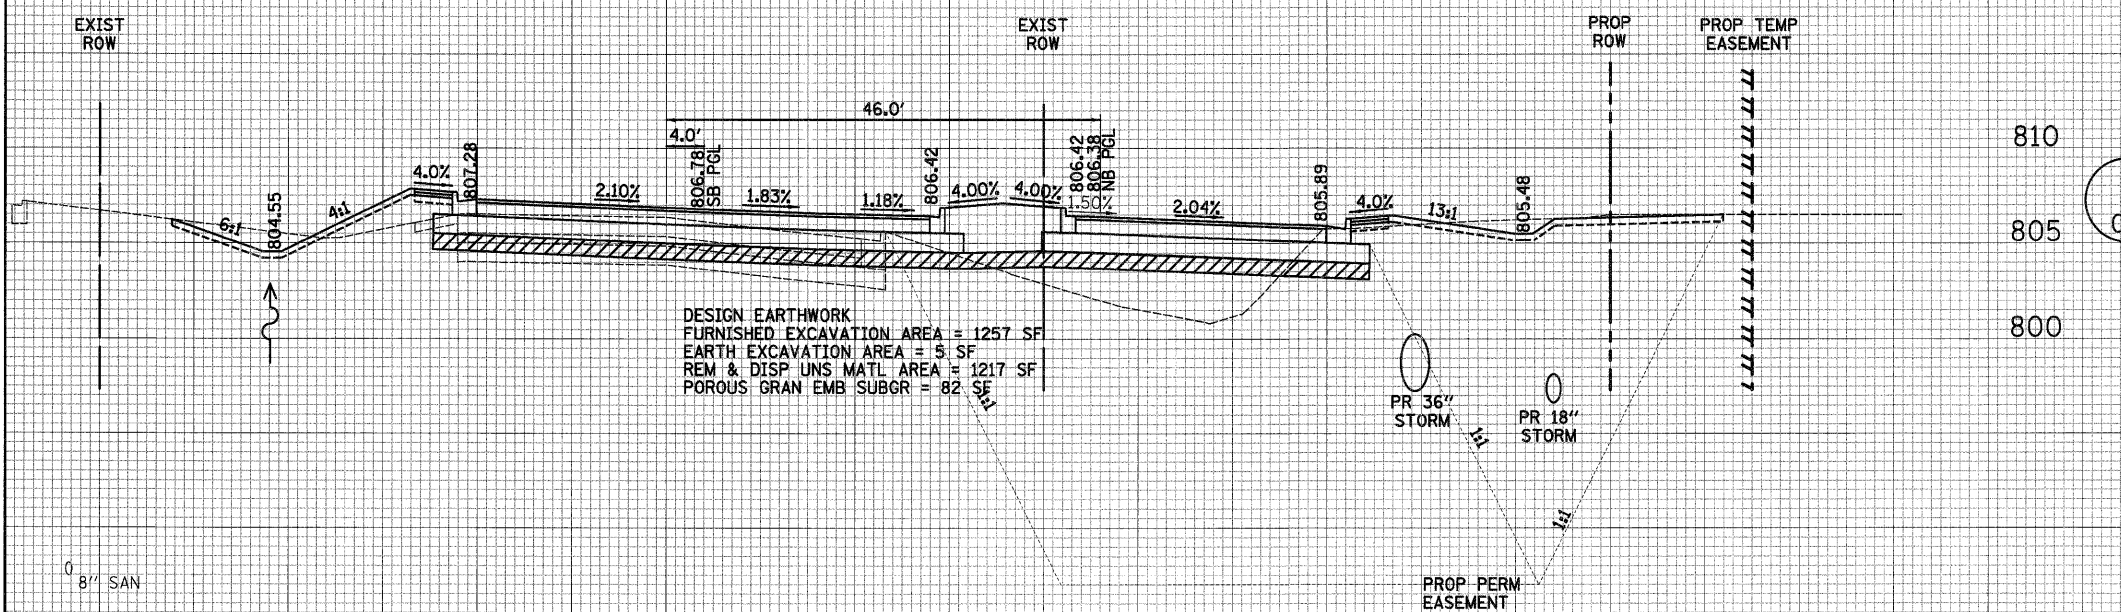 EXIST
ROW
EXIST
ROW
PROP
ROW
PROP TEMP
EASEMENT
46.0'
4.0'
810
4.0%
807.28
2.10%
806.78
SB PGL
1.83%
1.18%
806.42
4.00%
4.00%
806.42
806.38
NB PGL
1.50%
2.04%
805.89
4.0%
13:1
805.48
6:1
804.55
4:1
805
DESIGN EARTHWORK
FURNISHED EXCAVATION AREA = 1257 SF
EARTH EXCAVATION AREA = 5 SF
REM & DISP UNS MATL AREA = 1217 SF
POROUS GRAN EMB SUBGR = 82 SF
800
1:1
PR 36"
STORM
PR 18"
STORM
1:1
1:1
8" SAN
PROP PERM
EASEMENT